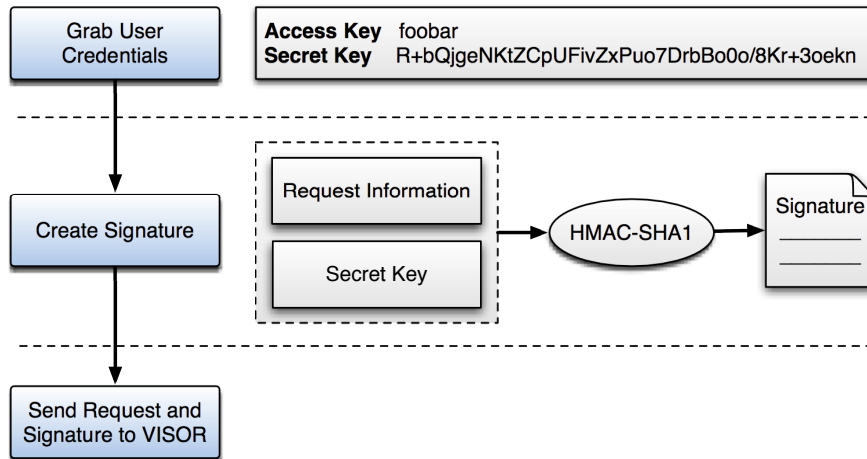 Grab User
Credentials
Access Key foobar
Secret Key R+bQjgeNKtZCpUFivZxPuo7DrbBo0o/8Kr+3oekn
Create Signature
Request Information
Secret Key
HMAC-SHA1
Signature
Send Request and
Signature to VISOR